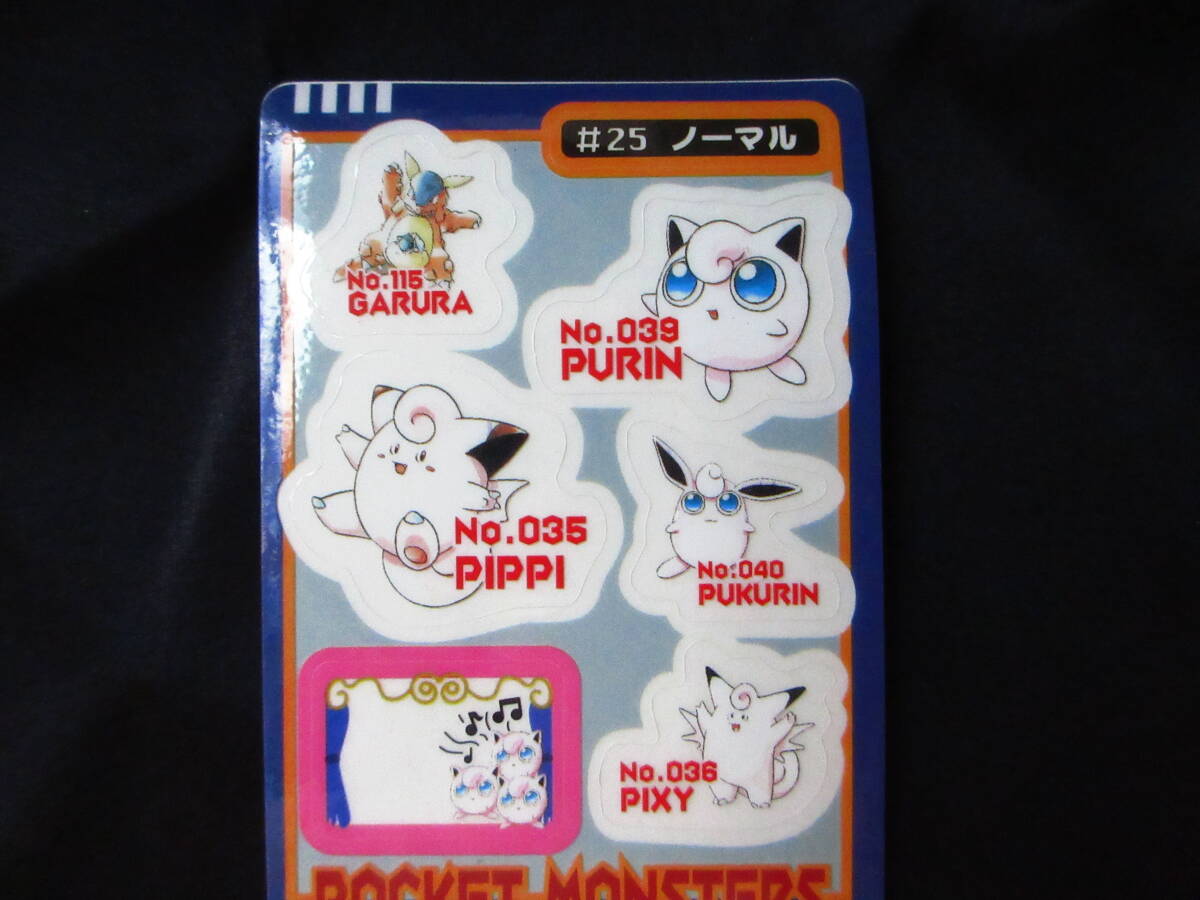 #25 ノーマル
No.115
GARURA
No.039
PURIN
No.035
PIPPI
No.040
PUKURIN
No.036
PIXY
POCKET MONSTERS